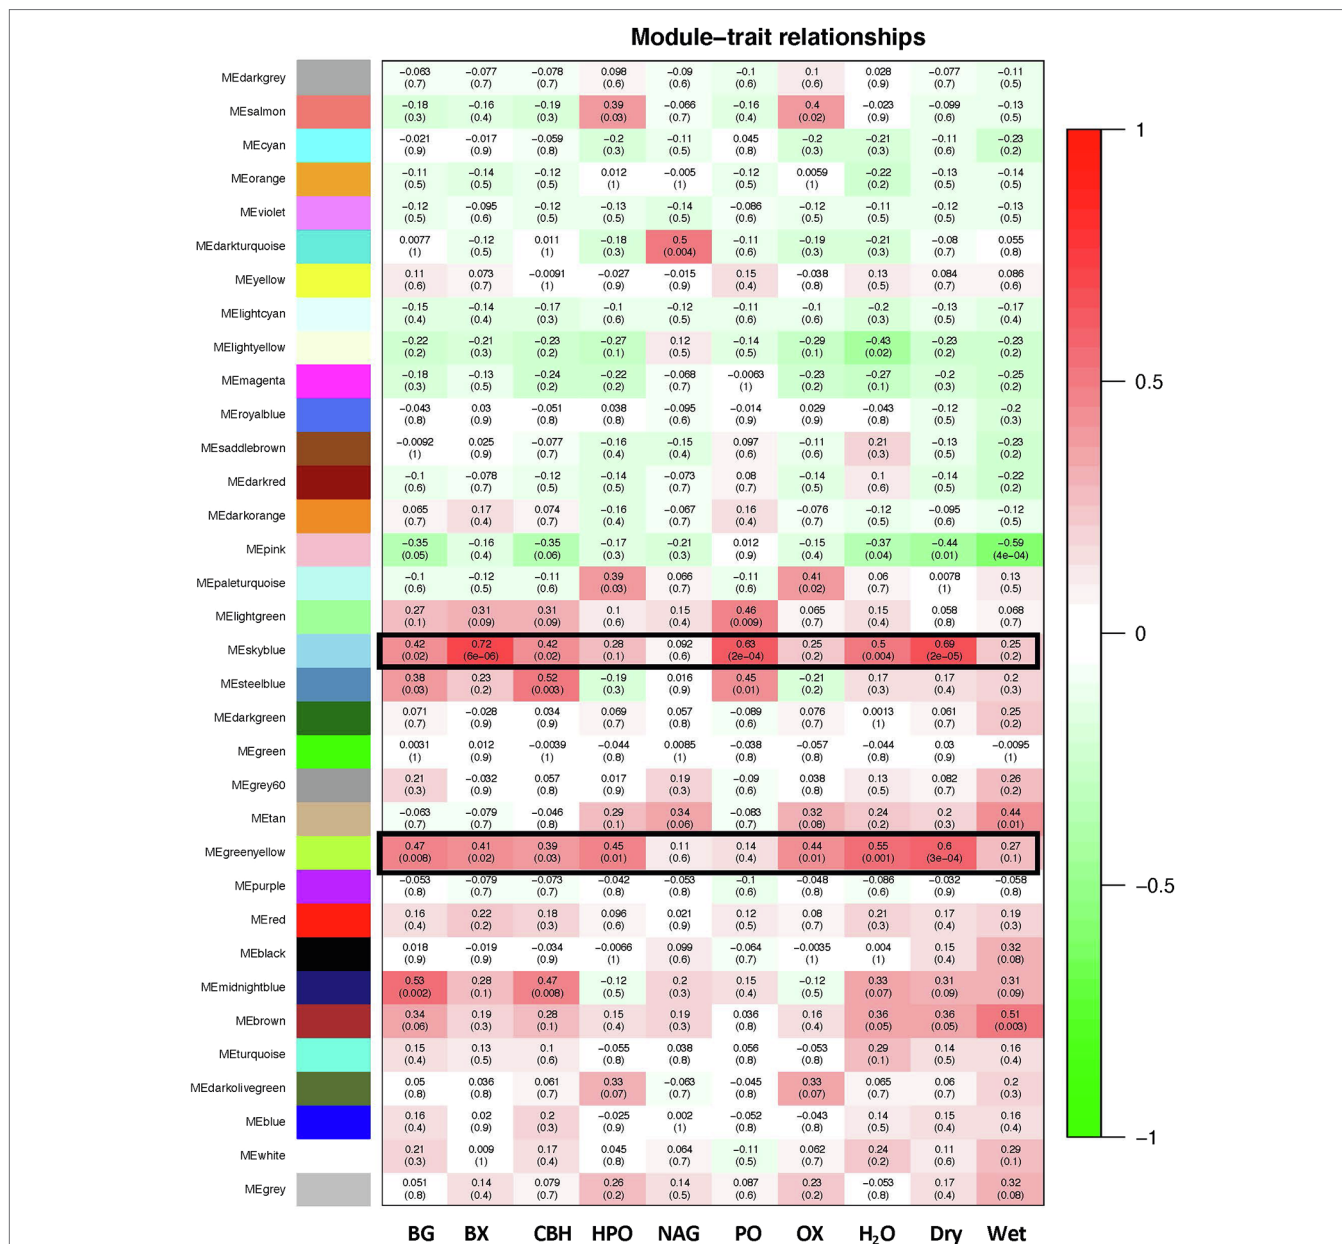 Module–trait relationships
MEdarkgrey −0.063 −0.077 −0.078 0.098 −0.09 −0.1 0.1 0.028 −0.077 −0.11
(0.7) (0.7) (0.7) (0.6) (0.6) (0.6) (0.6) (0.9) (0.7) (0.5)
MEsalmon −0.18 −0.16 −0.19 0.39 −0.066 −0.16 0.4 −0.023 −0.099 −0.13
(0.3) (0.4) (0.3) (0.03) (0.7) (0.4) (0.02) (0.9) (0.6) (0.5)
MEcyan −0.021 −0.017 −0.059 −0.2 −0.11 0.045 −0.2 −0.21 −0.11 −0.23
(0.9) (0.9) (0.8) (0.3) (0.5) (0.8) (0.3) (0.3) (0.6) (0.2)
MEorange −0.11 −0.14 −0.12 0.012 −0.005 −0.12 0.0059 −0.22 −0.13 −0.14
(0.5) (0.5) (0.5) (1) (1) (0.5) (1) (0.2) (0.5) (0.5)
MEviolet −0.12 −0.095 −0.12 −0.13 −0.14 −0.086 −0.12 −0.11 −0.12 −0.13
(0.5) (0.6) (0.5) (0.5) (0.5) (0.6) (0.5) (0.5) (0.5) (0.5)
MEdarkturquoise 0.0077 −0.12 0.011 −0.18 0.5 −0.11 −0.19 −0.21 −0.08 0.055
(1) (0.5) (1) (0.3) (0.004) (0.6) (0.3) (0.3) (0.7) (0.8)
MEyellow 0.11 0.073 −0.0091 −0.027 −0.015 0.15 −0.038 0.13 0.084 0.086
(0.6) (0.7) (1) (0.9) (0.9) (0.4) (0.8) (0.5) (0.7) (0.6)
MElightcyan −0.15 −0.14 −0.17 −0.1 −0.12 −0.11 −0.1 −0.2 −0.13 −0.17
(0.4) (0.4) (0.3) (0.6) (0.5) (0.6) (0.6) (0.3) (0.5) (0.4)
MElightyellow −0.22 −0.21 −0.23 −0.27 0.12 −0.14 −0.29 −0.43 −0.23 −0.23
(0.2) (0.3) (0.2) (0.1) (0.5) (0.5) (0.1) (0.02) (0.2) (0.2)
MEmagenta −0.18 −0.13 −0.24 −0.22 −0.068 −0.0063 −0.23 −0.27 −0.2 −0.25
(0.3) (0.5) (0.2) (0.2) (0.7) (1) (0.2) (0.1) (0.3) (0.2)
MEroyalblue −0.043 0.03 −0.051 0.038 −0.095 −0.014 0.029 −0.043 −0.12 −0.2
(0.8) (0.9) (0.8) (0.8) (0.6) (0.9) (0.9) (0.8) (0.5) (0.3)
MEsaddlebrown −0.0092 0.025 −0.077 −0.16 −0.15 0.097 −0.11 0.21 −0.13 −0.23
(1) (0.9) (0.7) (0.4) (0.4) (0.6) (0.6) (0.3) (0.5) (0.2)
MEdarkred −0.1 −0.078 −0.12 −0.14 −0.073 0.08 −0.14 0.1 −0.14 −0.22
(0.6) (0.7) (0.5) (0.5) (0.7) (0.7) (0.5) (0.6) (0.5) (0.2)
MEdarkorange 0.065 0.17 0.074 −0.16 −0.067 0.16 −0.076 −0.12 −0.095 −0.12
(0.7) (0.4) (0.7) (0.4) (0.7) (0.4) (0.7) (0.5) (0.6) (0.5)
MEpink −0.35 −0.16 −0.35 −0.17 −0.21 0.012 −0.15 −0.37 −0.44 −0.59
(0.05) (0.4) (0.06) (0.3) (0.3) (0.9) (0.4) (0.04) (0.01) (4e−04)
MEpaleturquoise −0.1 −0.12 −0.11 0.39 0.066 −0.11 0.41 0.06 0.0078 0.13
(0.6) (0.5) (0.6) (0.03) (0.7) (0.6) (0.02) (0.7) (1) (0.5)
MElightgreen 0.27 0.31 0.31 0.1 0.15 0.46 0.065 0.15 0.058 0.068
(0.1) (0.09) (0.09) (0.6) (0.4) (0.009) (0.7) (0.4) (0.8) (0.7)
MEskyblue 0.42 0.72 0.42 0.28 0.092 0.63 0.25 0.5 0.69 0.25
(0.02) (6e−06) (0.02) (0.1) (0.6) (2e−04) (0.2) (0.004) (2e−05) (0.2)
MEsteelblue 0.38 0.23 0.52 −0.19 0.016 0.45 −0.21 0.17 0.17 0.2
(0.03) (0.2) (0.003) (0.3) (0.9) (0.01) (0.2) (0.3) (0.4) (0.3)
MEdarkgreen 0.071 −0.028 0.034 0.069 0.057 −0.089 0.076 0.0013 0.061 0.25
(0.7) (0.9) (0.9) (0.7) (0.8) (0.6) (0.7) (1) (0.7) (0.2)
MEgreen 0.0031 0.012 −0.0039 −0.044 0.0085 −0.038 −0.057 −0.044 0.03 −0.0095
(1) (0.9) (1) (0.8) (1) (0.8) (0.8) (0.8) (0.9) (1)
MEgrey60 0.21 −0.032 0.057 0.017 0.19 −0.09 0.038 0.13 0.082 0.26
(0.3) (0.9) (0.8) (0.9) (0.3) (0.6) (0.8) (0.5) (0.7) (0.2)
MEtan −0.063 −0.079 −0.046 0.29 0.34 −0.083 0.32 0.24 0.2 0.44
(0.7) (0.7) (0.8) (0.1) (0.06) (0.7) (0.08) (0.2) (0.3) (0.01)
MEgreenyellow 0.47 0.41 0.39 0.45 0.11 0.14 0.44 0.55 0.6 0.27
(0.008) (0.02) (0.03) (0.01) (0.6) (0.4) (0.01) (0.001) (3e−04) (0.1)
MEpurple −0.053 −0.079 −0.073 −0.042 −0.053 −0.1 −0.048 −0.086 −0.032 −0.058
(0.8) (0.7) (0.7) (0.8) (0.8) (0.6) (0.8) (0.6) (0.9) (0.8)
MEred 0.16 0.22 0.18 0.096 0.021 0.12 0.08 0.21 0.17 0.19
(0.4) (0.2) (0.3) (0.6) (0.9) (0.5) (0.7) (0.3) (0.4) (0.3)
MEblack 0.018 −0.019 −0.034 −0.0066 0.099 −0.064 −0.0035 0.004 0.15 0.32
(0.9) (0.9) (0.9) (1) (0.6) (0.7) (1) (1) (0.4) (0.08)
MEmidnightblue 0.53 0.28 0.47 −0.12 0.2 0.15 −0.12 0.33 0.31 0.31
(0.002) (0.1) (0.008) (0.5) (0.3) (0.4) (0.5) (0.07) (0.09) (0.09)
MEbrown 0.34 0.19 0.28 0.15 0.19 0.036 0.16 0.36 0.36 0.51
(0.06) (0.3) (0.1) (0.4) (0.3) (0.8) (0.4) (0.05) (0.05) (0.003)
MEturquoise 0.15 0.13 0.1 −0.055 0.038 0.056 −0.053 0.29 0.14 0.16
(0.4) (0.5) (0.6) (0.8) (0.8) (0.8) (0.8) (0.1) (0.5) (0.4)
MEdarkolivegreen 0.05 0.036 0.061 0.33 −0.063 −0.045 0.33 0.065 0.06 0.2
(0.8) (0.8) (0.7) (0.07) (0.7) (0.8) (0.07) (0.7) (0.7) (0.3)
MEblue 0.16 0.02 0.2 −0.025 0.002 −0.052 −0.043 0.14 0.15 0.16
(0.4) (0.9) (0.3) (0.9) (1) (0.8) (0.8) (0.5) (0.4) (0.4)
MEwhite 0.21 0.009 0.17 0.045 0.064 −0.11 0.062 0.24 0.11 0.29
(0.3) (1) (0.4) (0.8) (0.7) (0.5) (0.7) (0.2) (0.6) (0.1)
MEgrey 0.051 0.14 0.079 0.26 0.14 0.087 0.23 −0.053 0.17 0.32
(0.8) (0.4) (0.7) (0.2) (0.5) (0.6) (0.2) (0.8) (0.4) (0.08)
BG BX CBH HPO NAG PO OX H₂O Dry Wet
1
0.5
0
−0.5
−1